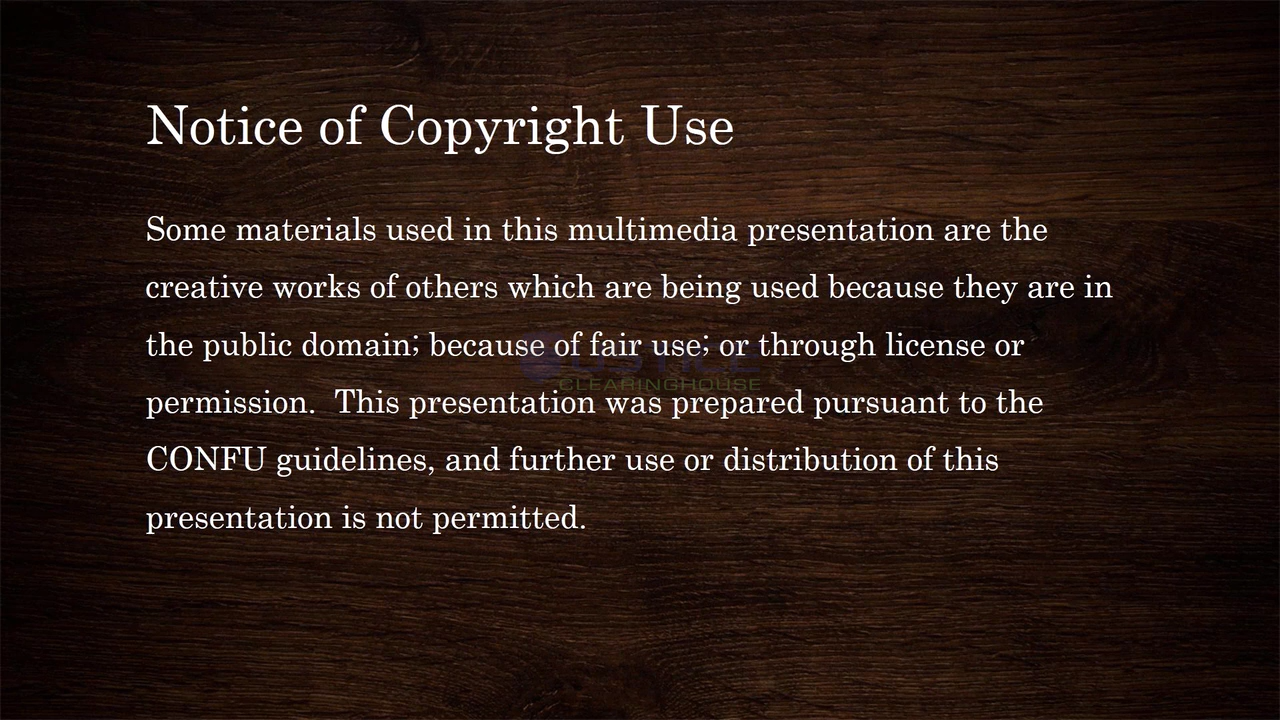 Notice of Copyright Use
Some materials used in this multimedia presentation are the
creative works of others which are being used because they are in
the public domain; because of fair use; or through license or
JUSTICE
CLEARINGHOUSE
permission.  This presentation was prepared pursuant to the
CONFU guidelines, and further use or distribution of this
presentation is not permitted.